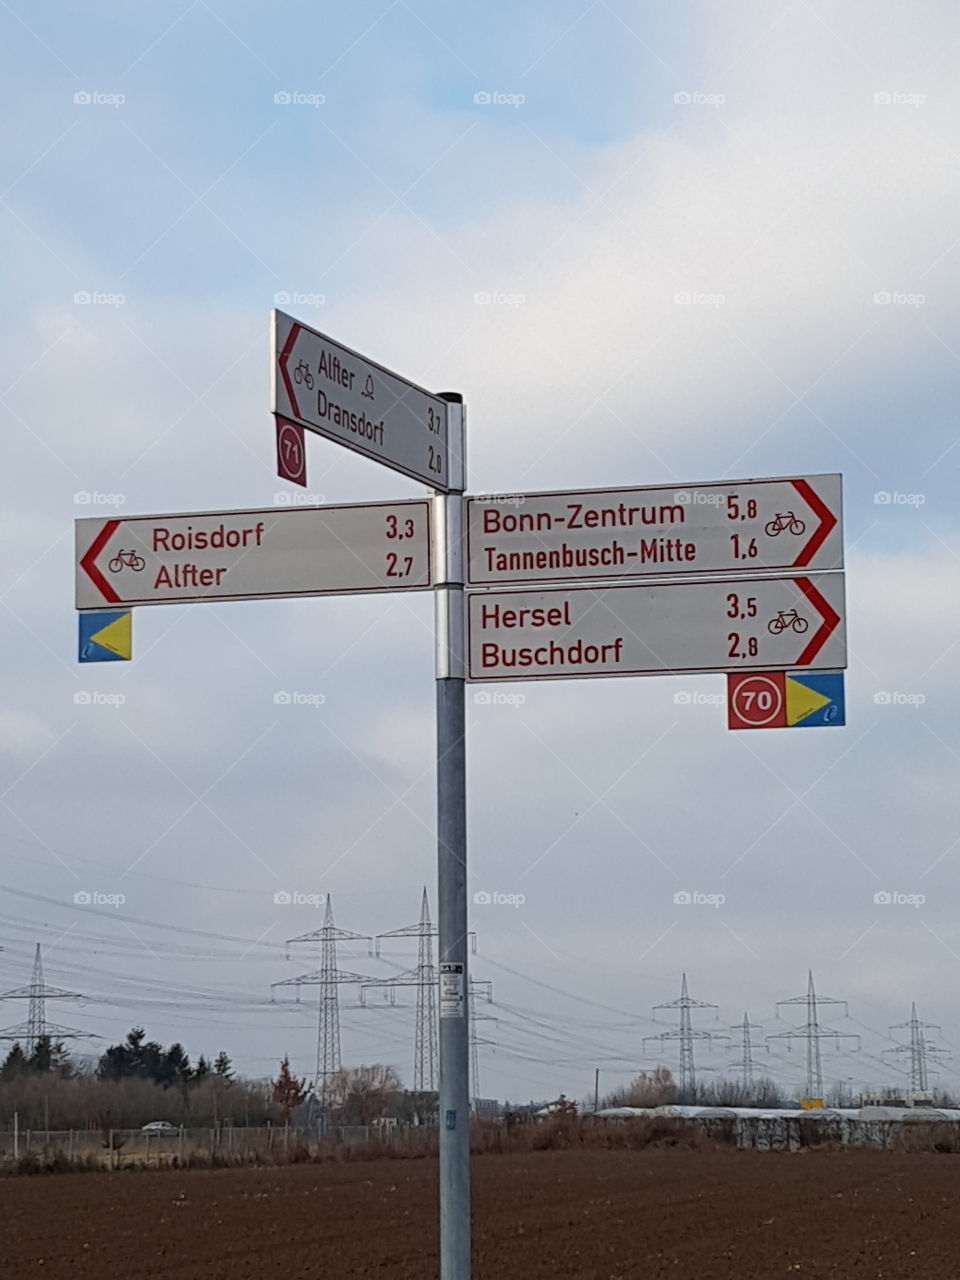 Alfter 3,7
Dransdorf 2,0
71
Roisdorf 3,3
Alfter 2,7
Bonn-Zentrum 5,8
Tannenbusch-Mitte 1,6
Hersel 3,5
Buschdorf 2,8
70
foap